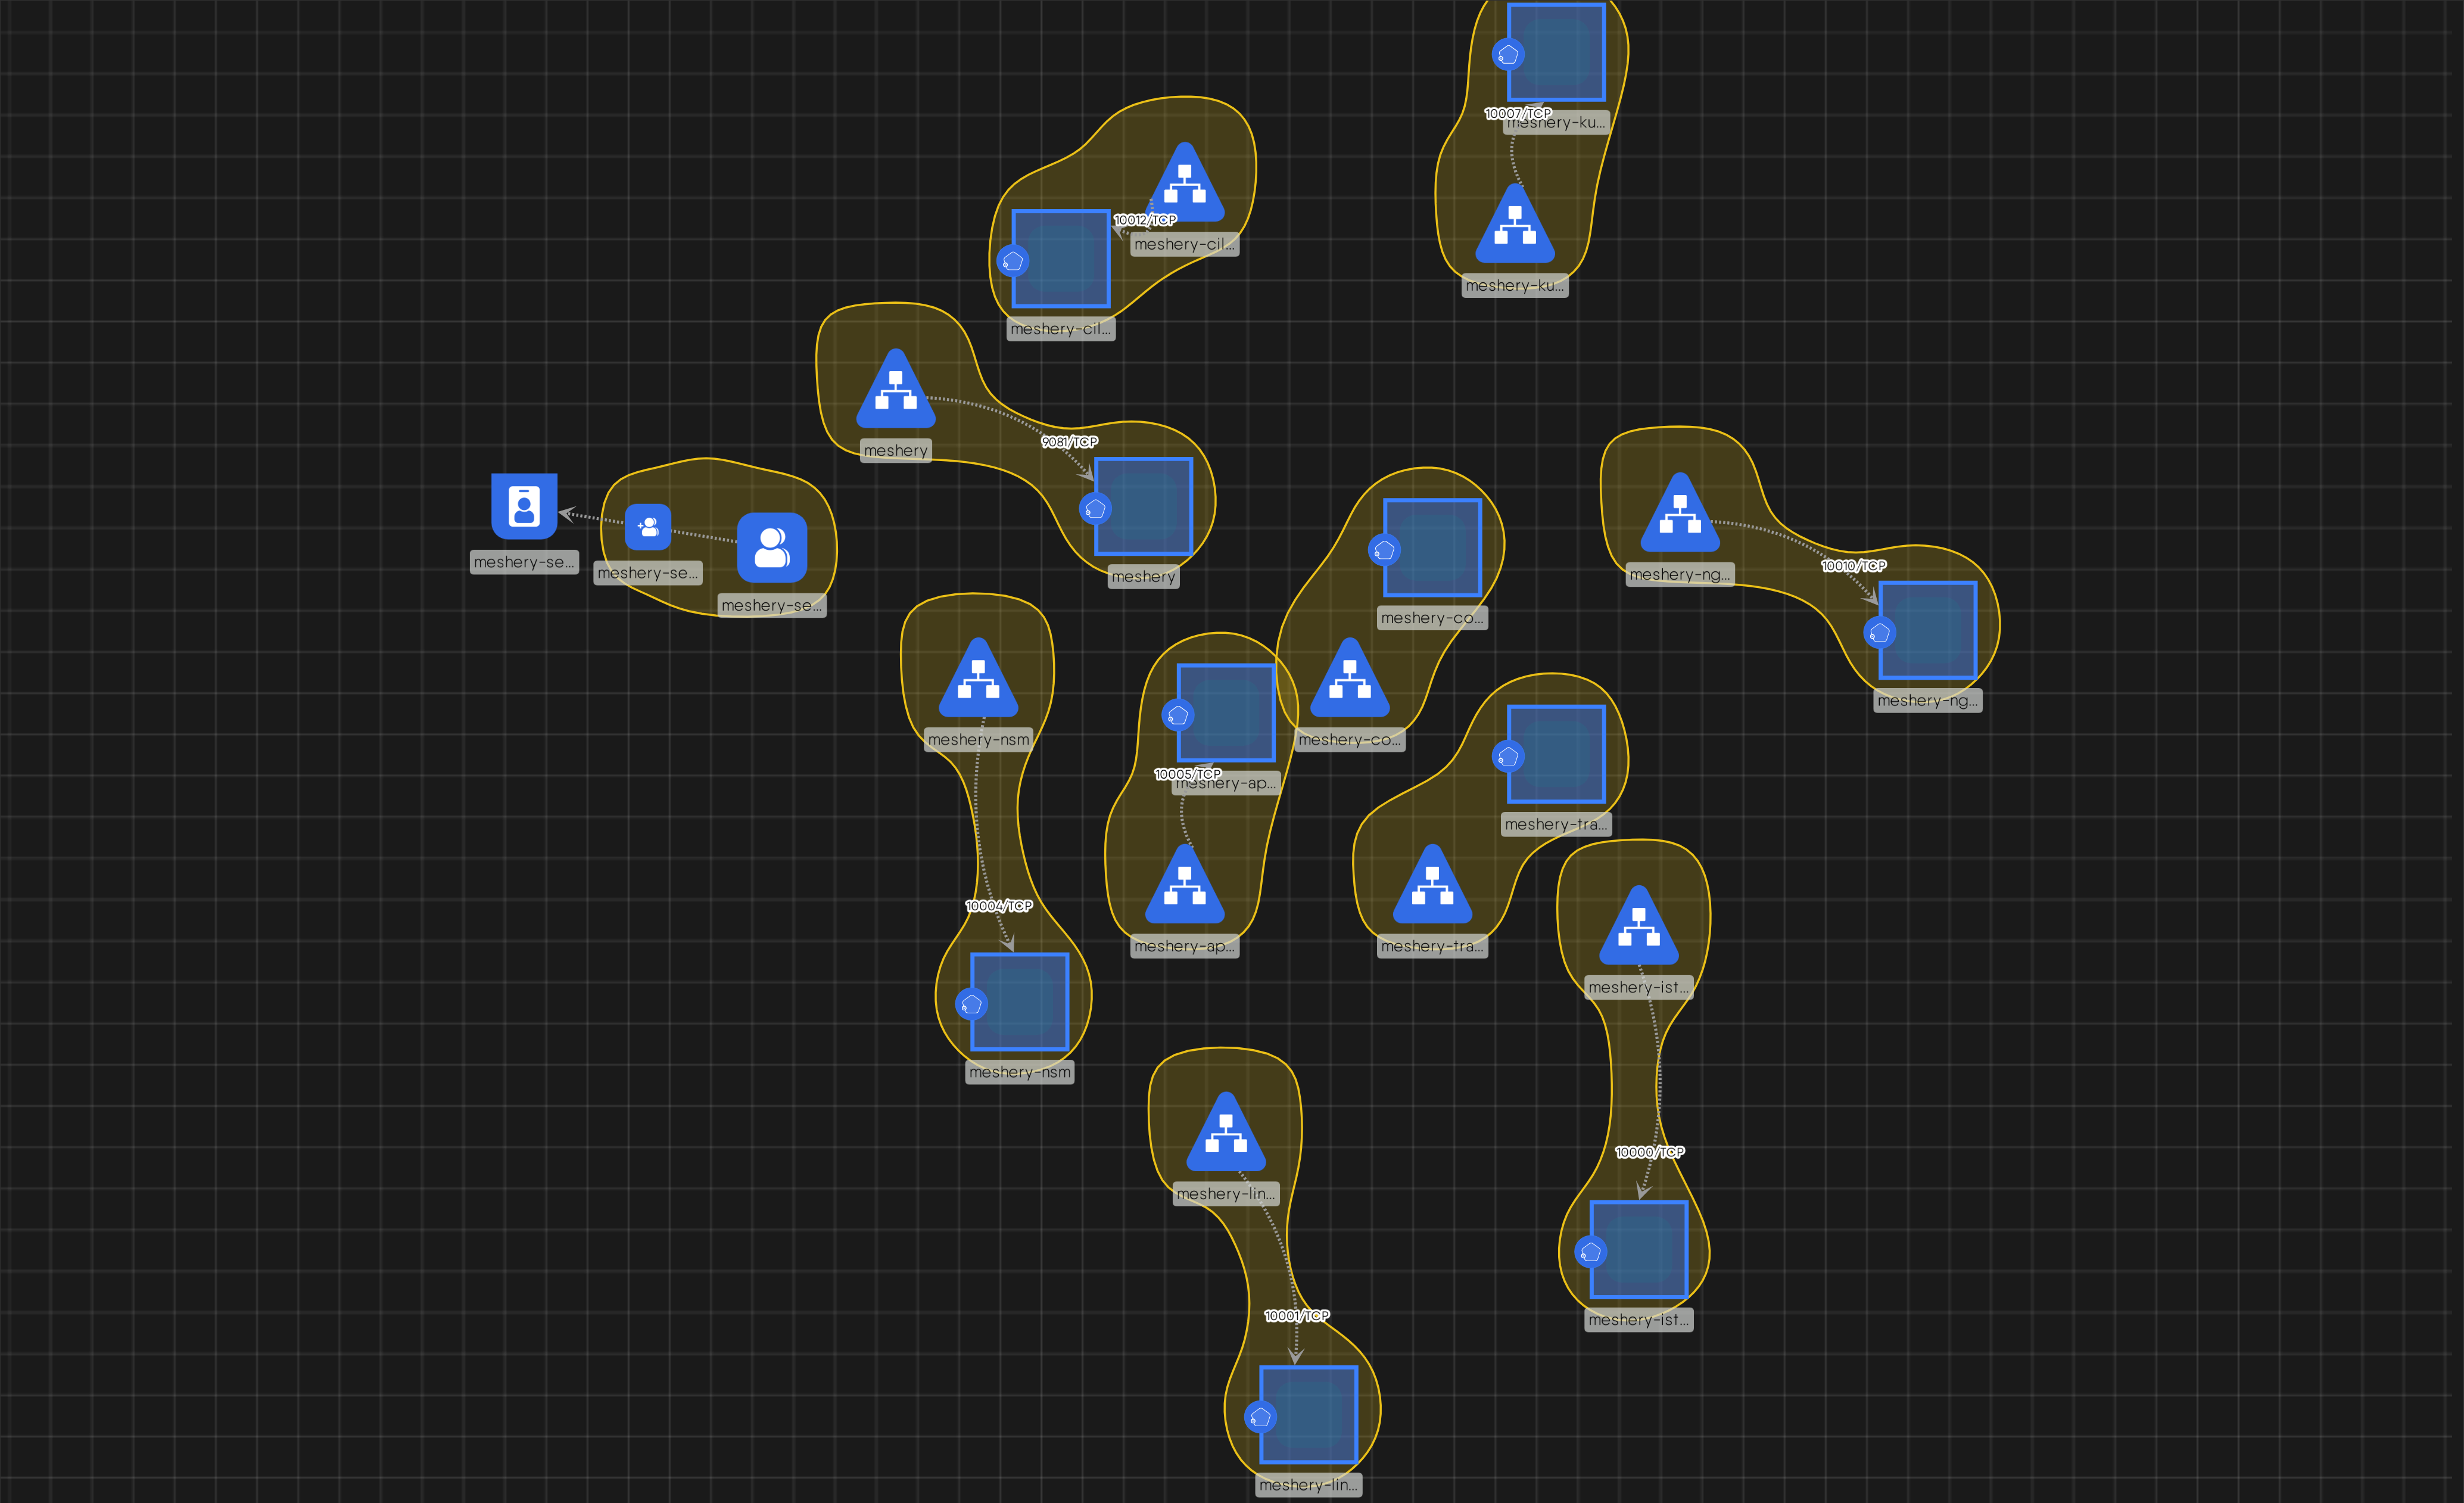 10007/TCP
meshery-ku...
10012/TCP
meshery-cil...
meshery-ku...
meshery-cil...
9081/TCP
meshery
meshery-se...
meshery-se...
meshery-se...
meshery
meshery-co...
meshery-ng...
10010/TCP
meshery-ng...
meshery-nsm
meshery-co...
10005/TCP
meshery-ap...
meshery-tra...
10004/TCP
meshery-ap...
meshery-tra...
meshery-ist...
meshery-nsm
10000/TCP
meshery-lin...
10001/TCP
meshery-ist...
meshery-lin...